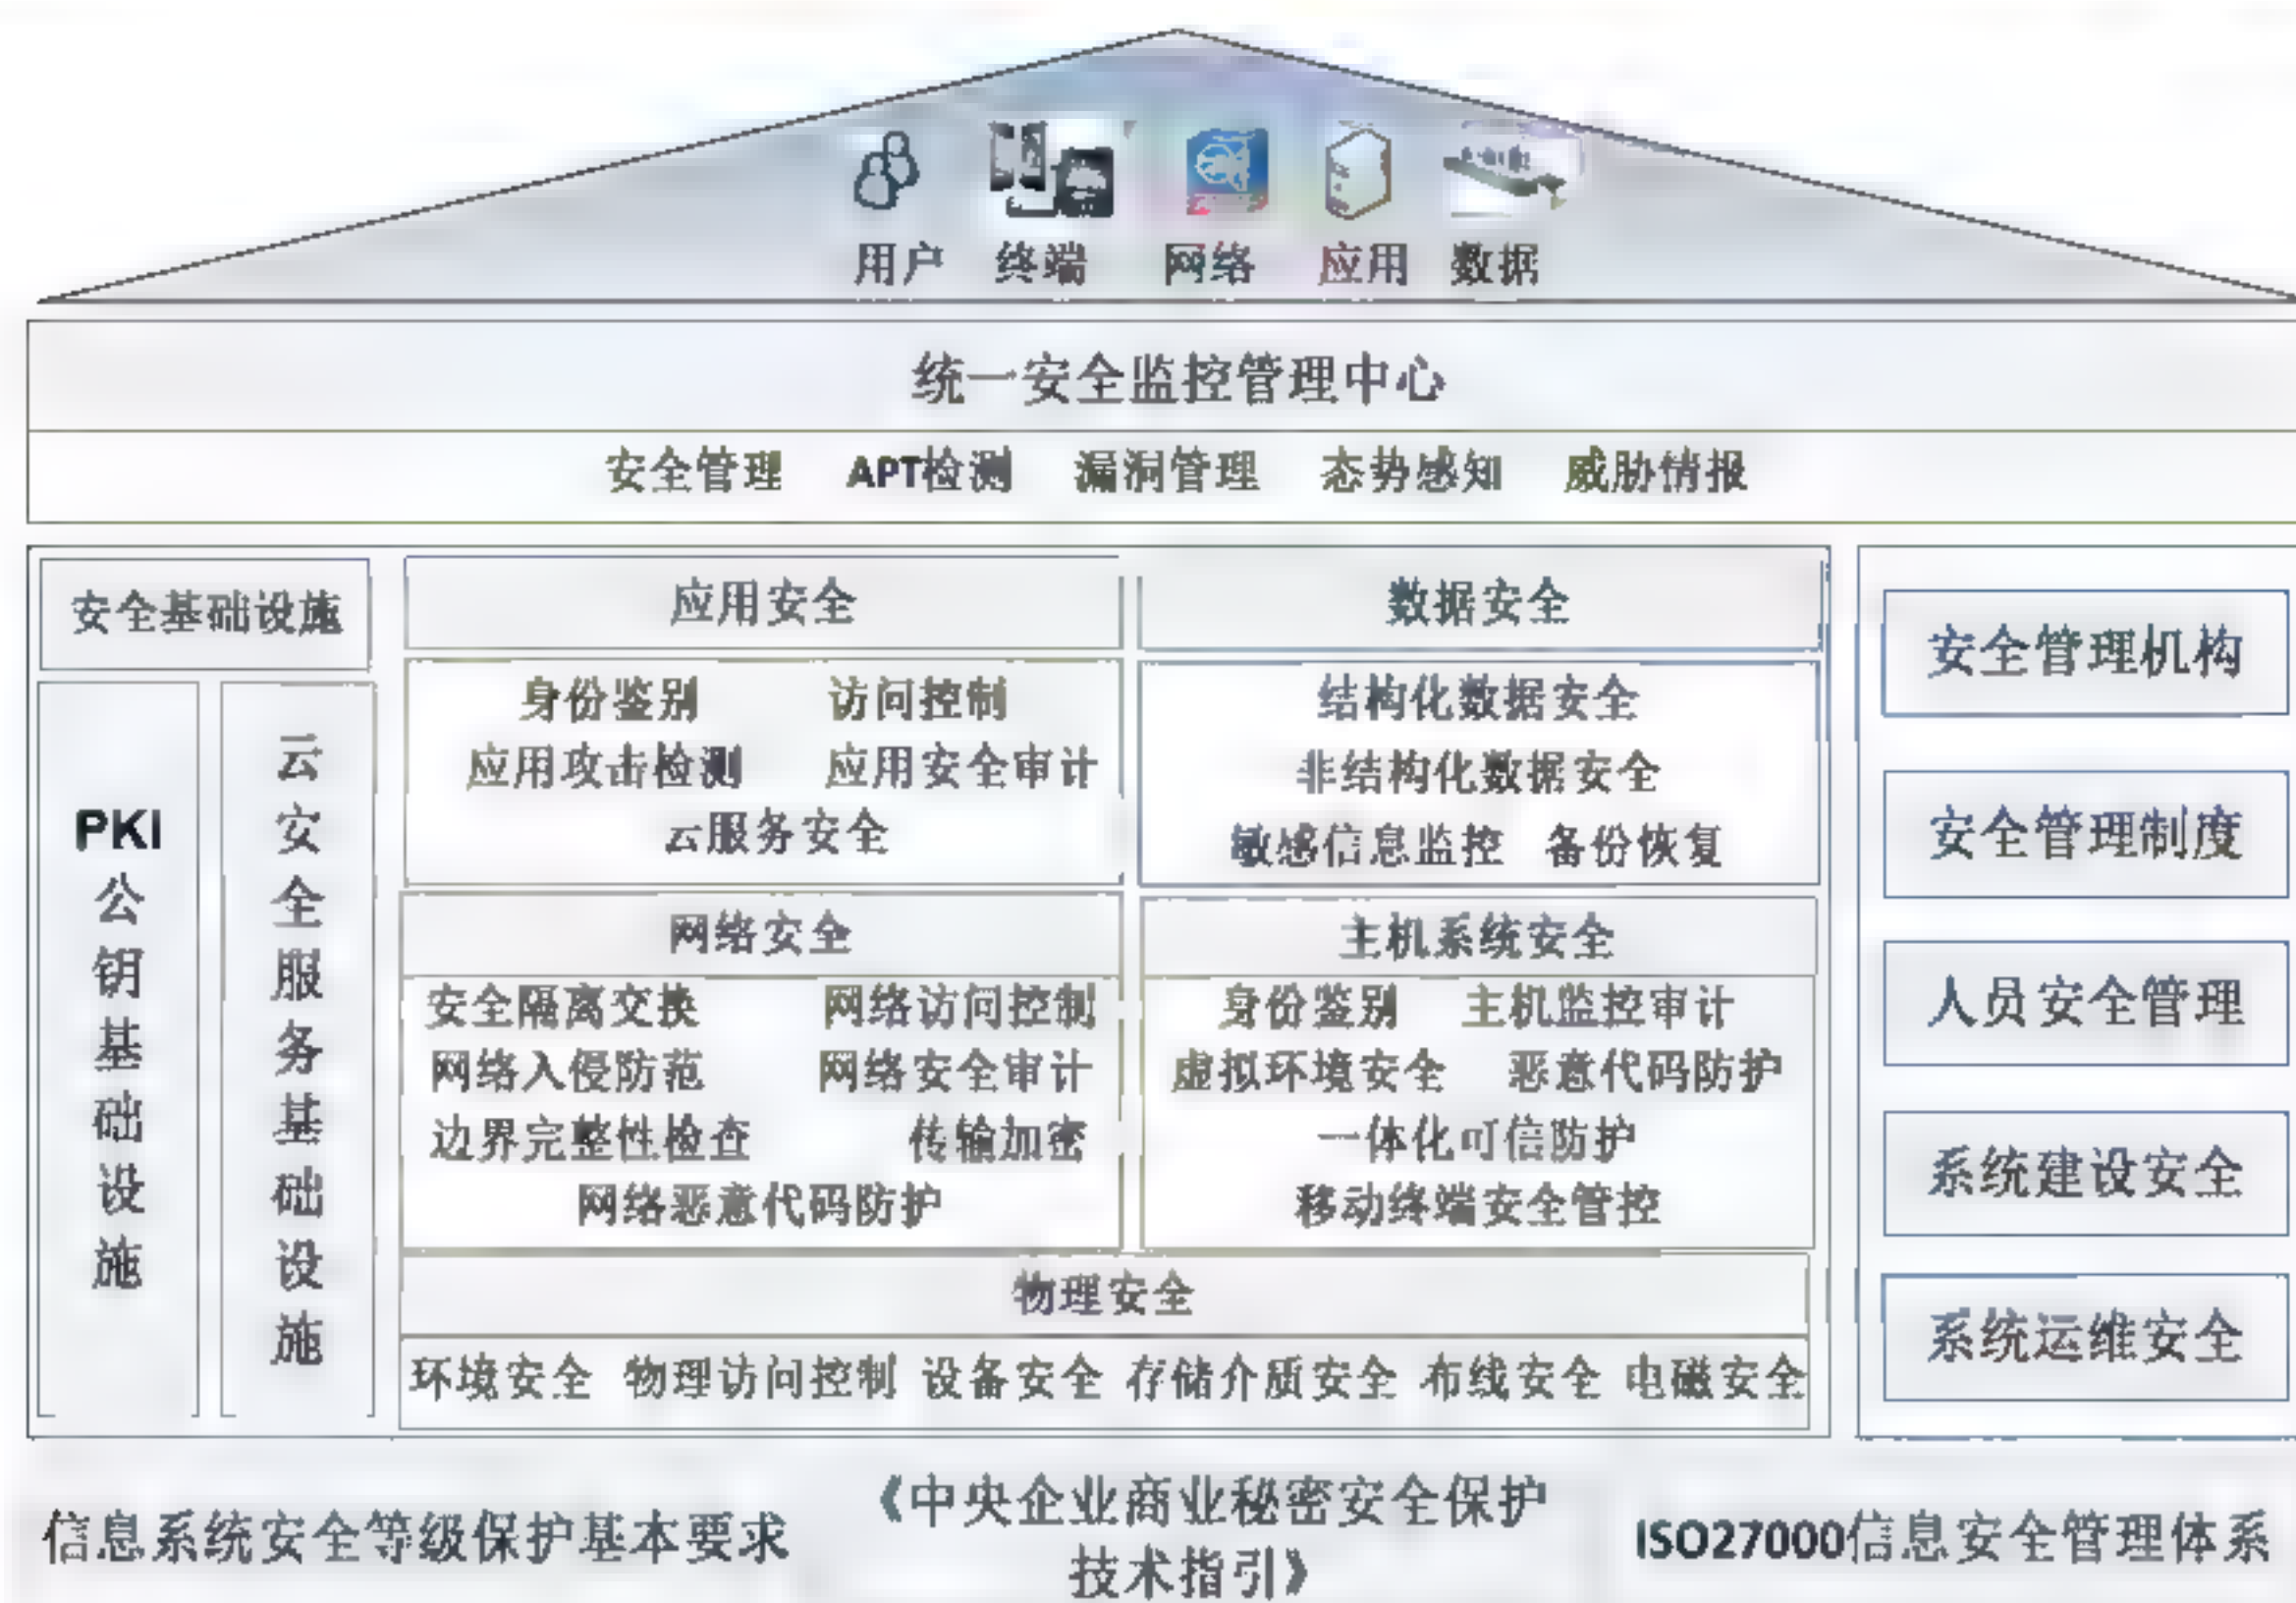 用户 终端 网络 应用 数据
统一安全监控管理中心
安全管理 APT检测 漏洞管理 态势感知 威胁情报
安全基础设施
PKI公钥基础设施
云安全服务基础设施
应用安全
身份鉴别 访问控制
应用攻击检测 应用安全审计
云服务安全
数据安全
结构化数据安全
非结构化数据安全
敏感信息监控 备份恢复
网络安全
安全隔离交换 网络访问控制
网络入侵防范 网络安全审计
边界完整性检查 传输加密
网络恶意代码防护
主机系统安全
身份鉴别 主机监控审计
虚拟环境安全 恶意代码防护
一体化可信防护
移动终端安全管控
物理安全
环境安全 物理访问控制 设备安全 存储介质安全 布线安全 电磁安全
安全管理机构
安全管理制度
人员安全管理
系统建设安全
系统运维安全
信息系统安全等级保护基本要求
《中央企业商业秘密安全保护
技术指引》
ISO27000信息安全管理体系